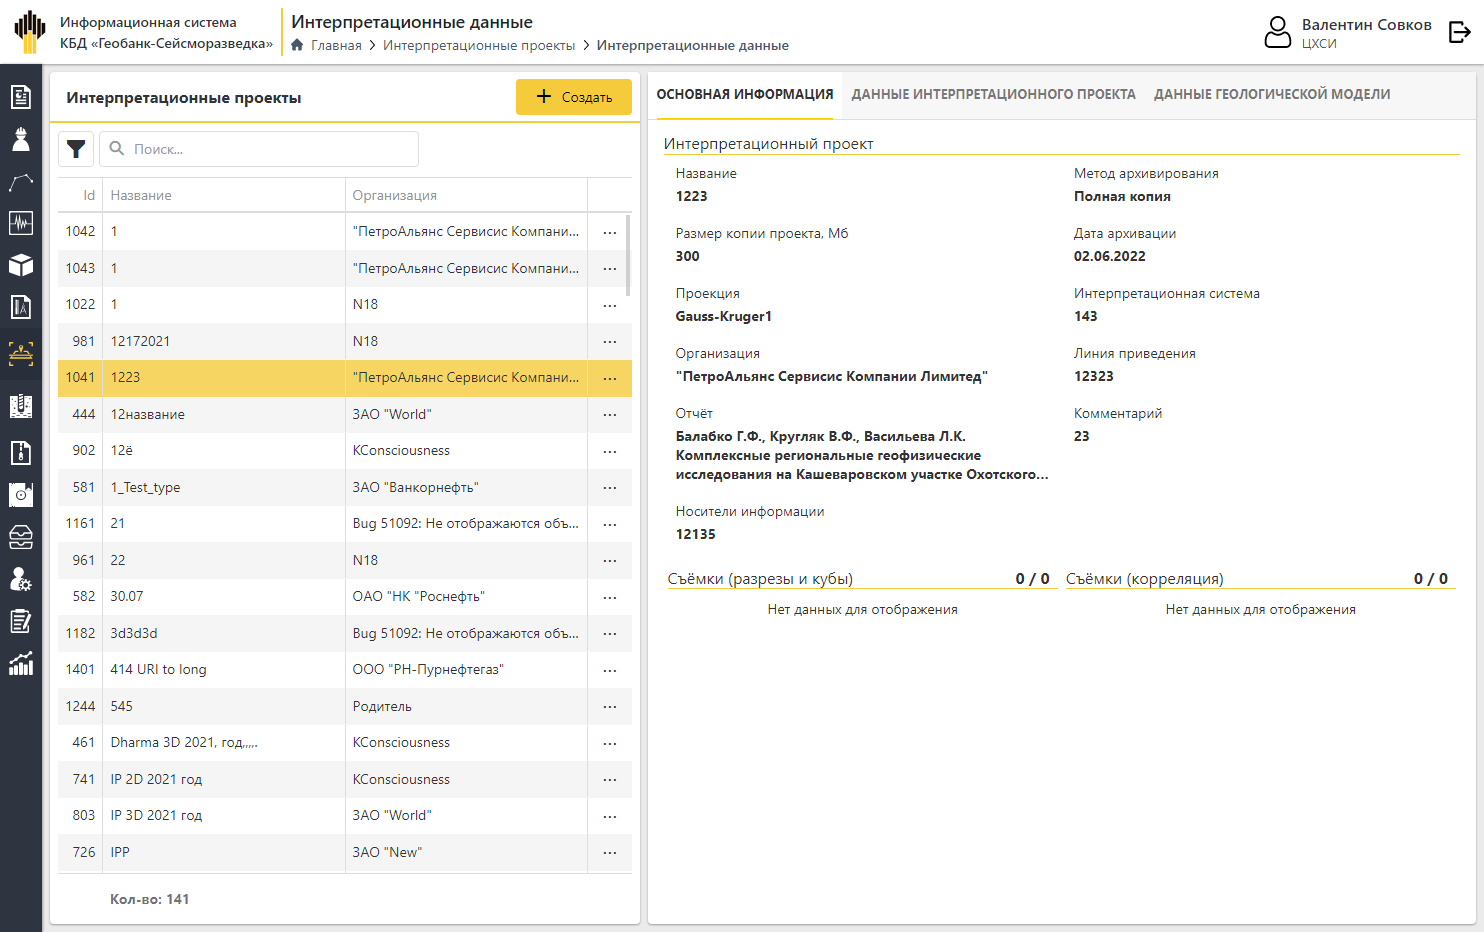 Информационная система
КБД «Геобанк-Сейсморазведка»
Интерпретационные данные
Главная > Интерпретационные проекты > Интерпретационные данные
Валентин Совков
ЦХСИ
Интерпретационные проекты
+ Создать
Поиск...
Id Название Организация
1042 1 "ПетроАльянс Сервисис Компани... ...
1043 1 "ПетроАльянс Сервисис Компани... ...
1022 1 N18 ...
981 12172021 N18 ...
1041 1223 "ПетроАльянс Сервисис Компани... ...
444 12название ЗАО "World" ...
902 12ё KConsciousness ...
581 1_Test_type ЗАО "Ванкорнефть" ...
1161 21 Bug 51092: Не отображаются объ... ...
961 22 N18 ...
582 30.07 ОАО "НК "Роснефть" ...
1182 3d3d3d Bug 51092: Не отображаются объ... ...
1401 414 URI to long ООО "РН-Пурнефтегаз" ...
1244 545 Родитель ...
461 Dharma 3D 2021, год,,,,. KConsciousness ...
741 IP 2D 2021 год KConsciousness ...
803 IP 3D 2021 год ЗАО "World" ...
726 IPP ЗАО "New" ...
Кол-во: 141
ОСНОВНАЯ ИНФОРМАЦИЯ ДАННЫЕ ИНТЕРПРЕТАЦИОННОГО ПРОЕКТА ДАННЫЕ ГЕОЛОГИЧЕСКОЙ МОДЕЛИ
Интерпретационный проект
Название
1223
Метод архивирования
Полная копия
Размер копии проекта, Мб
300
Дата архивации
02.06.2022
Проекция
Gauss-Kruger1
Интерпретационная система
143
Организация
"ПетроАльянс Сервисис Компании Лимитед"
Линия приведения
12323
Отчёт
Балабко Г.Ф., Кругляк В.Ф., Васильева Л.К.
Комплексные региональные геофизические
исследования на Кашеваровском участке Охотского...
Комментарий
23
Носители информации
12135
Съёмки (разрезы и кубы) 0 / 0
Нет данных для отображения
Съёмки (корреляция) 0 / 0
Нет данных для отображения